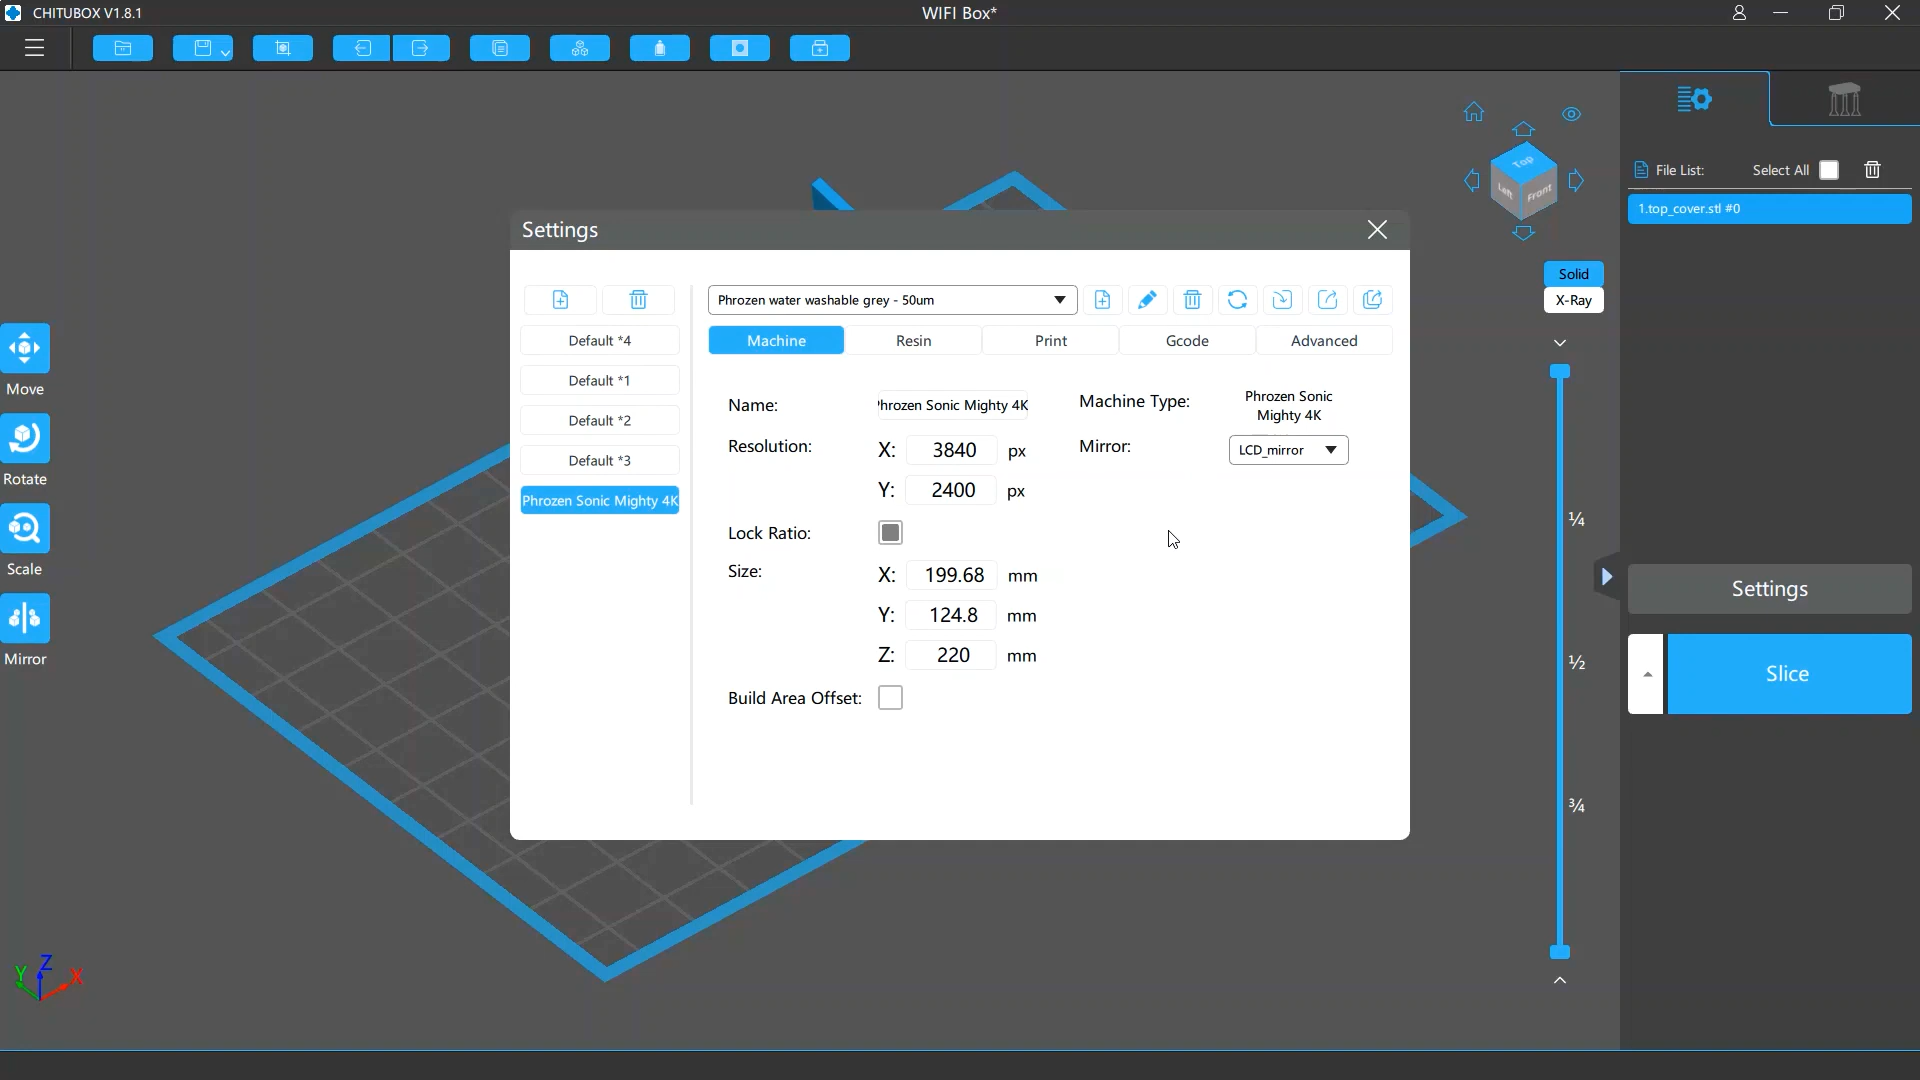 CHITUBOX V1.8.1
WIFI Box*
File List:
Select All
1.top_cover.stl #0
Top
Left
Front
Solid
X-Ray
Settings
Phrozen water washable grey - 50um
Default *4
Default *1
Default *2
Default *3
Phrozen Sonic Mighty 4K
Machine
Resin
Print
Gcode
Advanced
Name:
Phrozen Sonic Mighty 4K
Machine Type:
Phrozen Sonic
Mighty 4K
Resolution:
X: 3840 px
Mirror:
LCD_mirror
Y: 2400 px
Lock Ratio:
Size:
X: 199.68 mm
Y: 124.8 mm
Z: 220 mm
Build Area Offset:
Move
Rotate
Scale
Mirror
¼
½
¾
Settings
Slice
Y
Z
X